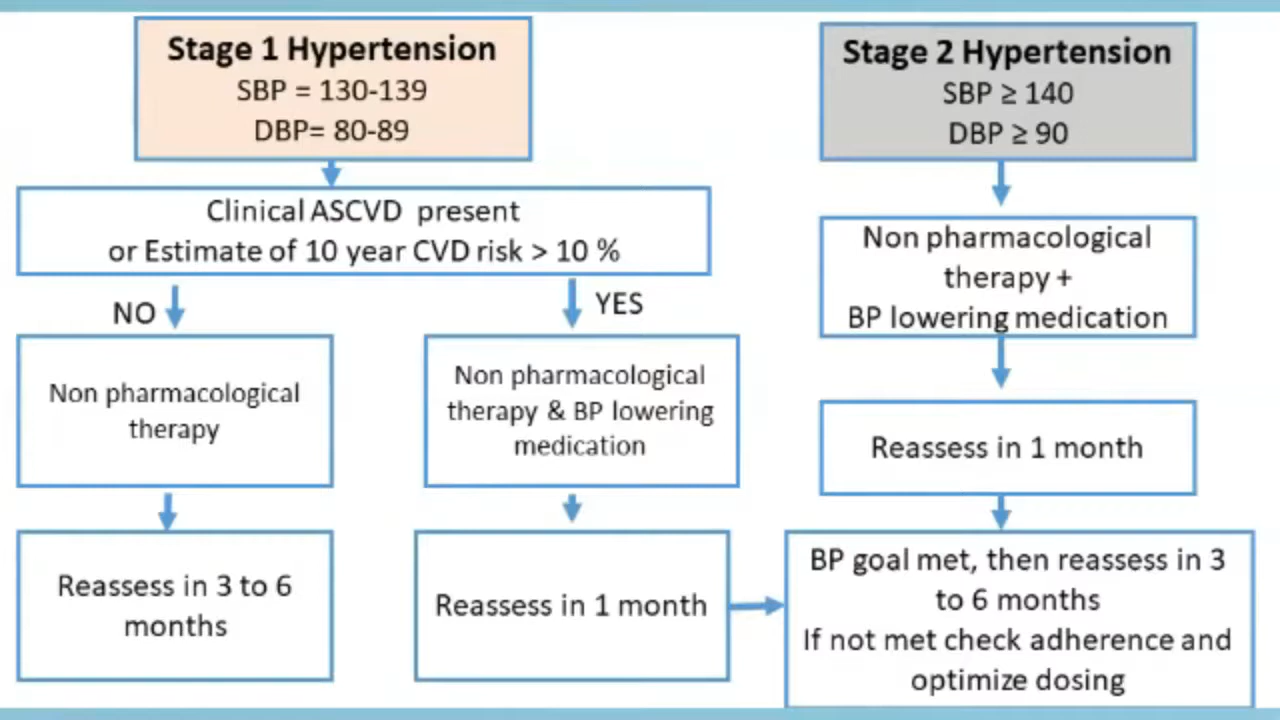 Stage 1 Hypertension
SBP = 130-139
DBP= 80-89
Clinical ASCVD present
or Estimate of 10 year CVD risk > 10 %
NO
YES
Non pharmacological
therapy
Non pharmacological
therapy & BP lowering
medication
Reassess in 3 to 6
months
Reassess in 1 month
Stage 2 Hypertension
SBP ≥ 140
DBP ≥ 90
Non pharmacological
therapy +
BP lowering medication
Reassess in 1 month
BP goal met, then reassess in 3
to 6 months
If not met check adherence and
optimize dosing